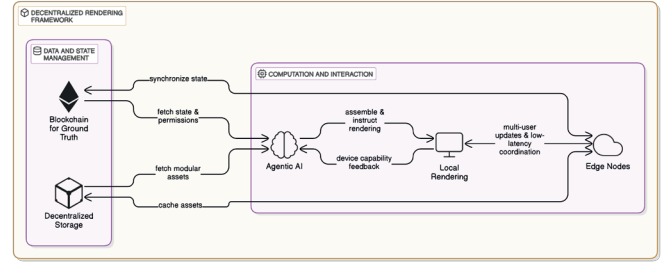 DECENTRALIZED RENDERING
FRAMEWORK
DATA AND STATE
MANAGEMENT
COMPUTATION AND INTERACTION
synchronize state
Blockchain
for Ground
Truth
fetch state &
permissions
assemble &
instruct
rendering
multi-user
updates & low-
latency
coordination
Agentic AI
device capability
feedback
Local
Rendering
Edge Nodes
fetch modular
assets
Decentralized
Storage
cache assets